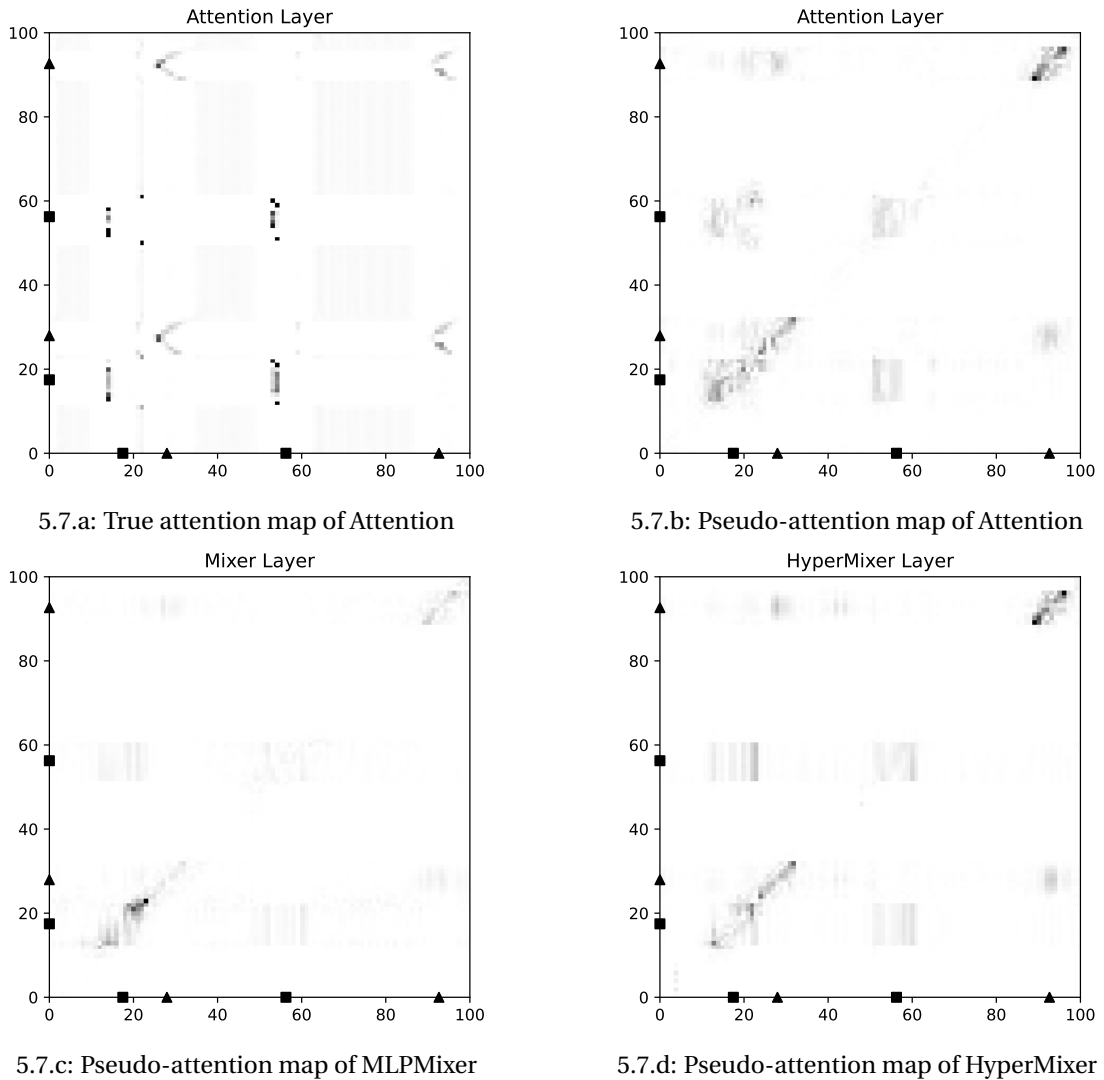 Attention Layer
Attention Layer
100
80
60
40
20
0
0 20 40 60 80 100
100
80
60
40
20
0
0 20 40 60 80 100
5.7.a: True attention map of Attention
5.7.b: Pseudo-attention map of Attention
Mixer Layer
HyperMixer Layer
100
80
60
40
20
0
0 20 40 60 80 100
100
80
60
40
20
0
0 20 40 60 80 100
5.7.c: Pseudo-attention map of MLPMixer
5.7.d: Pseudo-attention map of HyperMixer